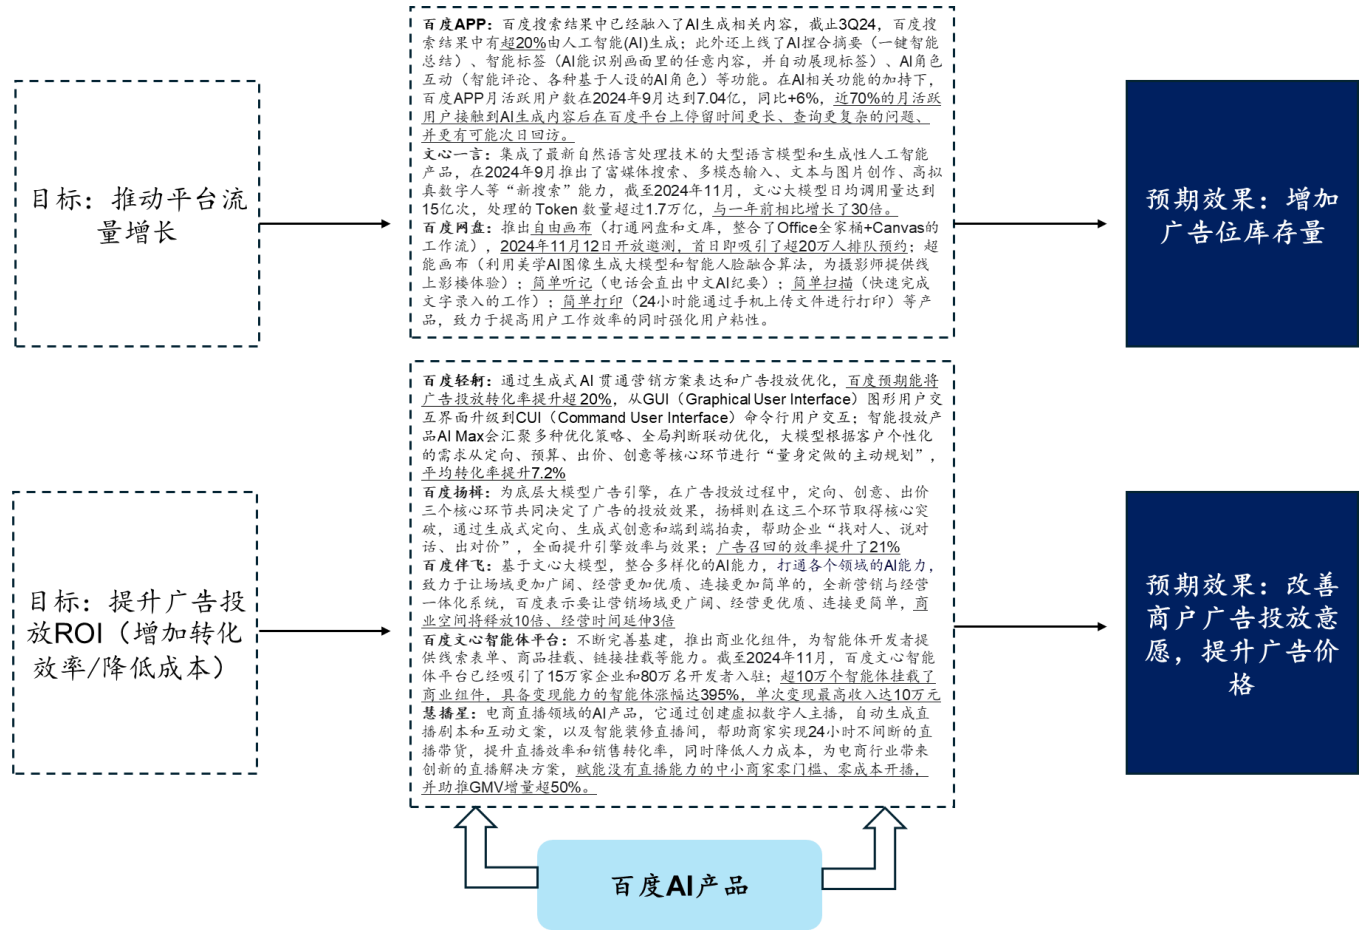 目标：推动平台流
量增长
百度APP：百度搜索结果中已经融入了AI生成相关内容，截止3Q24，百度搜
索结果中有超20%由人工智能(AI)生成；此外还上线了AI捏合摘要（一键智能
总结）、智能标签（AI能识别画面里的任意内容，并自动展现标签）、AI角色
互动（智能评论、各种基于人设的AI角色）等功能。在AI相关功能的加持下，
百度APP月活跃用户数在2024年9月达到7.04亿，同比+6%，近70%的月活跃
用户接触到AI生成内容后在百度平台上停留时间更长、查询更复杂的问题、
并更有可能次日回访。
文心一言：集成了最新自然语言处理技术的大型语言模型和生成性人工智能
产品，在2024年9月推出了富媒体搜索、多模态输入、文本与图片创作、高拟
真数字人等“新搜索”能力，截至2024年11月，文心大模型日均调用量达到
15亿次，处理的 Token 数量超过1.7万亿，与一年前相比增长了30倍。
百度网盘：推出自由画布（打通网盘和文库，整合了Office全家桶+Canvas的
工作流），2024年11月12日开放邀测，首日即吸引了超20万人排队预约；超
能画布（利用美学AI图像生成大模型和智能人脸融合算法，为摄影师提供线
上影楼体验）；简单听记（电话会直出中文AI纪要）；简单扫描（快速完成
文字录入的工作）；简单打印（24小时能通过手机上传文件进行打印）等产
品，致力于提高用户工作效率的同时强化用户粘性。
预期效果：增加
广告位库存量
目标：提升广告投
放ROI（增加转化
效率/降低成本）
百度轻舸：通过生成式 AI 贯通营销方案表达和广告投放优化，百度预期能将
广告投放转化率提升超 20%，从GUI（Graphical User Interface）图形用户交
互界面升级到CUI（Command User Interface）命令行用户交互；智能投放产
品AI Max会汇聚多种优化策略、全局判断联动优化，大模型根据客户个性化
的需求从定向、预算、出价、创意等核心环节进行“量身定做的主动规划”，
平均转化率提升7.2%
百度扬楫：为底层大模型广告引擎，在广告投放过程中，定向、创意、出价
三个核心环节共同决定了广告的投放效果，扬楫则在这三个环节取得核心突
破，通过生成式定向、生成式创意和端到端拍卖，帮助企业“找对人、说对
话、出对价”，全面提升引擎效率与效果；广告召回的效率提升了21%
百度伴飞：基于文心大模型，整合多样化的AI能力，打通各个领域的AI能力，
致力于让场域更加广阔、经营更加优质、连接更加简单的，全新营销与经营
一体化系统，百度表示要让营销场域更广阔、经营更优质、连接更简单，商
业空间将释放10倍、经营时间延伸3倍
百度文心智能体平台：不断完善基建，推出商业化组件，为智能体开发者提
供线索表单、商品挂载、链接挂载等能力。截至2024年11月，百度文心智能
体平台已经吸引了15万家企业和80万名开发者入驻；超10万个智能体挂载了
商业组件，具备变现能力的智能体涨幅达395%，单次变现最高收入达10万元
慧播星：电商直播领域的AI产品，它通过创建虚拟数字人主播，自动生成直
播剧本和互动文案，以及智能装修直播间，帮助商家实现24小时不间断的直
播带货，提升直播效率和销售转化率，同时降低人力成本，为电商行业带来
创新的直播解决方案，赋能没有直播能力的中小商家零门槛、零成本开播，
并助推GMV增量超50%。
预期效果：改善
商户广告投放意
愿，提升广告价
格
百度AI产品